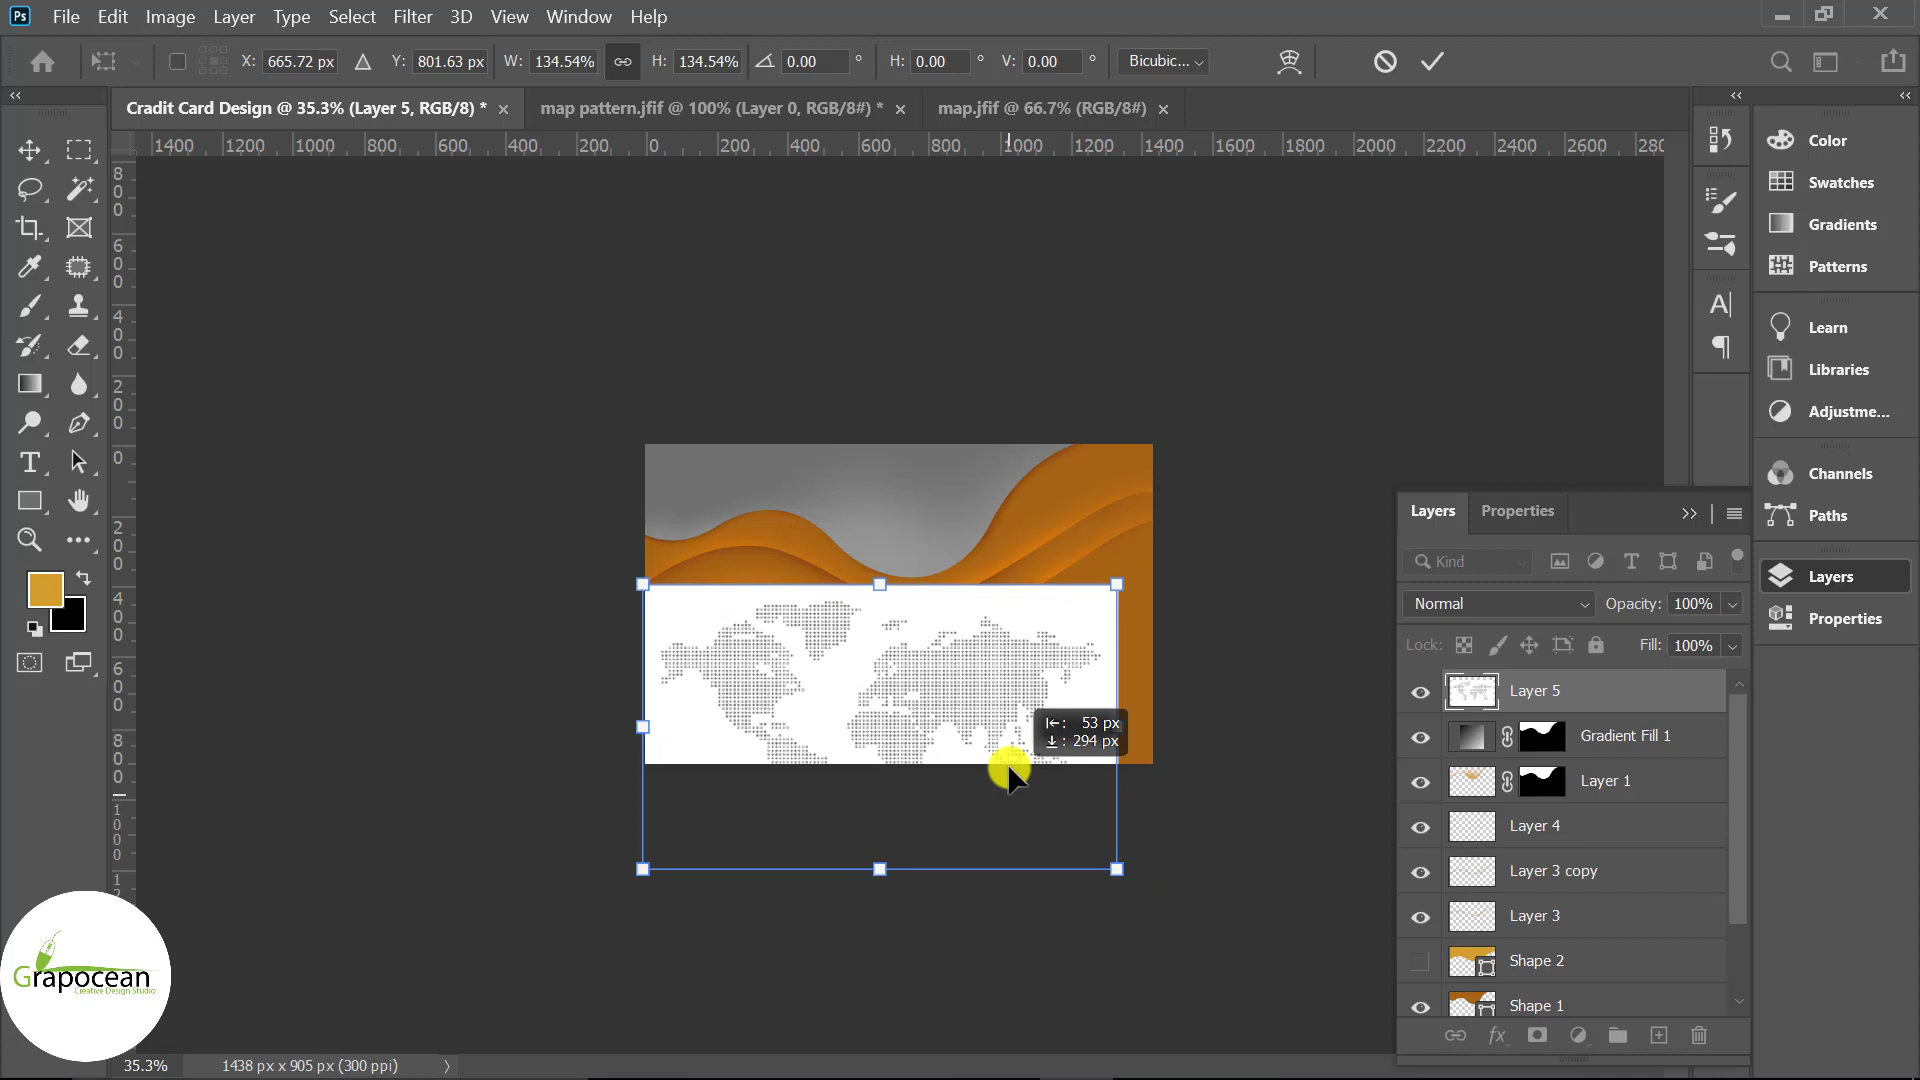 Ps File Edit Image Layer Type Select Filter 3D View Window Help
X: 665.72 px Y: 801.63 px W: 134.54% H: 134.54% 0.00 ° H: 0.00 ° V: 0.00 ° Bicubic...
Cradit Card Design @ 35.3% (Layer 5, RGB/8) * map pattern.jfif @ 100% (Layer 0, RGB/8#) * map.jfif @ 66.7% (RGB/8#)
1400 1200 1000 800 600 400 200 0 200 400 600 800 1000 1200 1400 1600 1800 2000 2200 2400 2600
800
600
400
200
0
200
400
600
800
1000
Color
Swatches
Gradients
Patterns
Learn
Libraries
Adjustme...
Channels
Paths
Layers
Properties
Layers Properties
Kind
Normal Opacity: 100%
Lock: Fill: 100%
Layer 5
Gradient Fill 1
Layer 1
Layer 4
Layer 3 copy
Layer 3
Shape 2
Shape 1
fx
53 px
294 px
Grapocean
Creative Design Studio
35.3% 1438 px x 905 px (300 ppi)